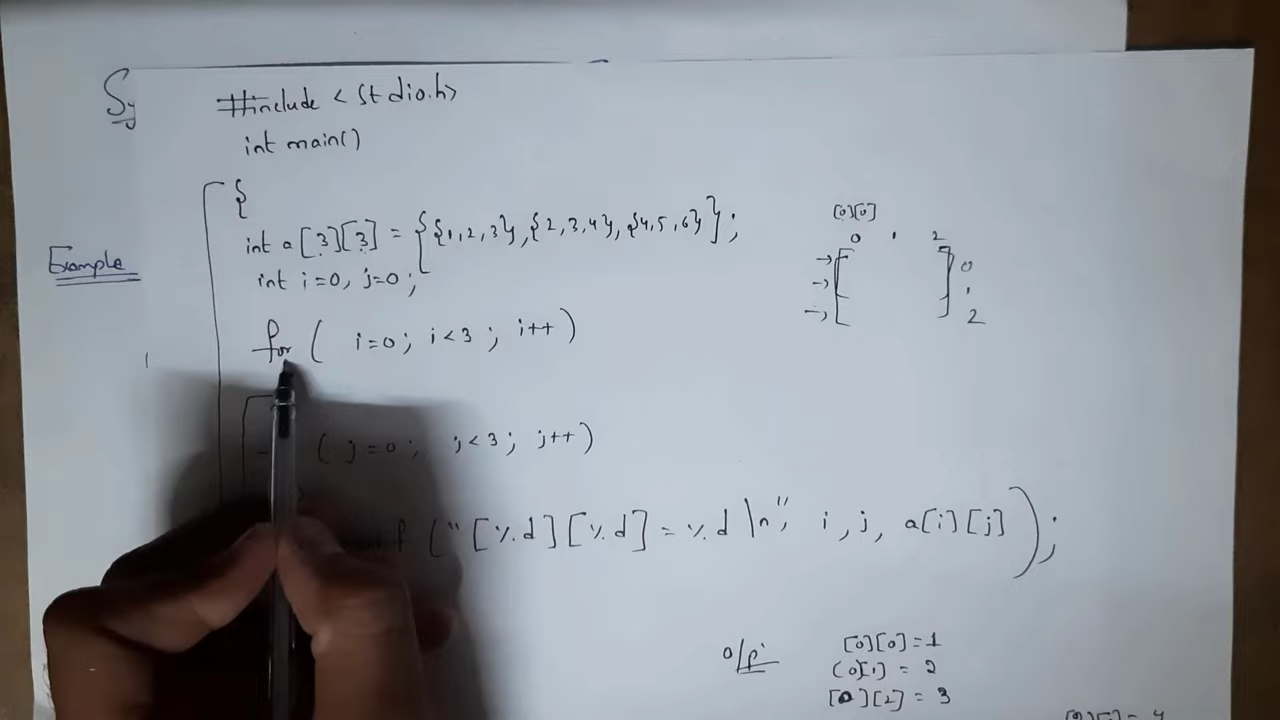 Sy
#include < stdio.h>
int main()
{
int a [3][3] = {{1,2,3},{2,3,4},{4,5,6}};
Example
int i=0, j=0;
[0][0]
0 1 2
0
1
2
for ( i=0; i<3 ; i++ )
( j=0; j<3; j++ )
f ("[%d][%d] = %d \n", i, j, a[i][j] );
o/p
[0][0] = 1
[0][1] = 2
[0][2] = 3